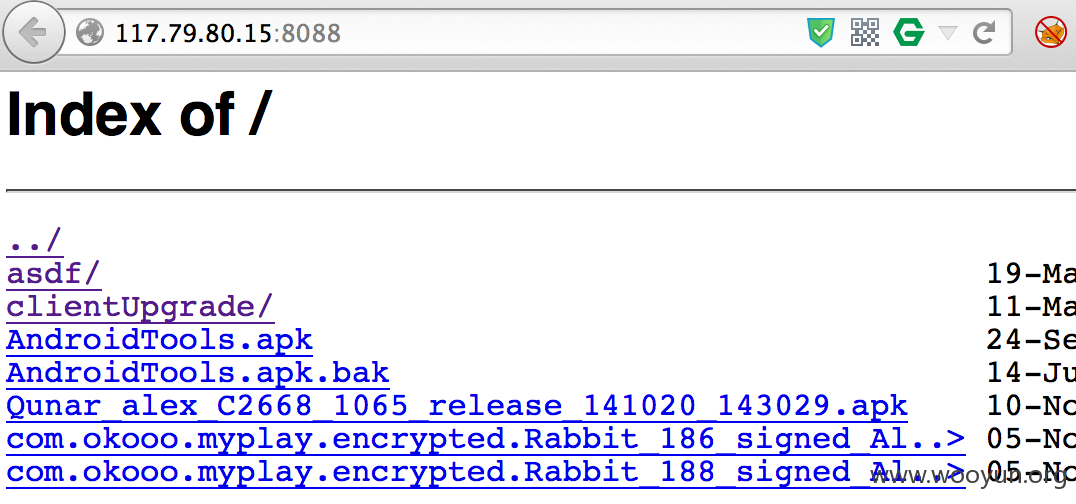 117.79.80.15:8088
Index of /
../
asdf/ 19-Ma
clientUpgrade/ 11-Ma
AndroidTools.apk 24-Se
AndroidTools.apk.bak 14-Ju
Qunar_alex_C2668_1065_release_141020_143029.apk 10-No
com.okooo.myplay.encrypted.Rabbit_186_signed_Al..> 05-No
com.okooo.myplay.encrypted.Rabbit_188_signed_Al..> 05-No
www.wooyun.org